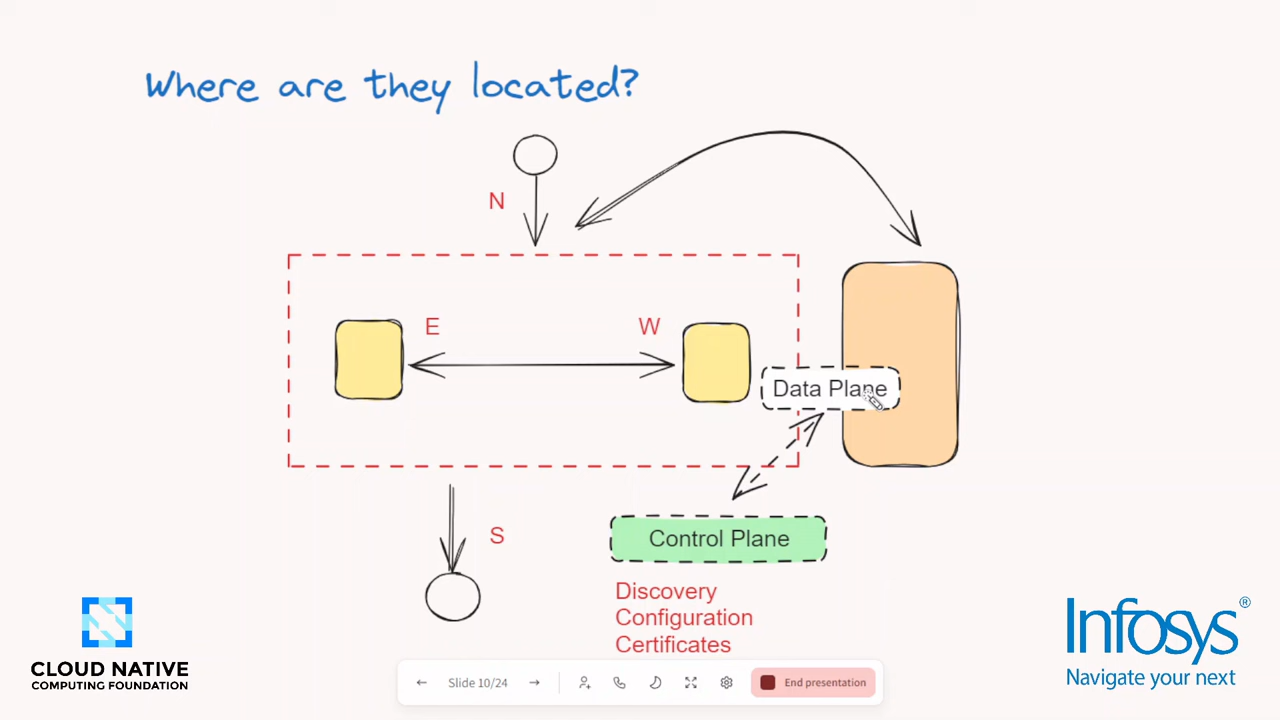 Where are they located?
N
E
W
Data Plane
S
Control Plane
Discovery
Configuration
Certificates
CLOUD NATIVE
COMPUTING FOUNDATION
Infosys®
Navigate your next
Slide 10/24
End presentation